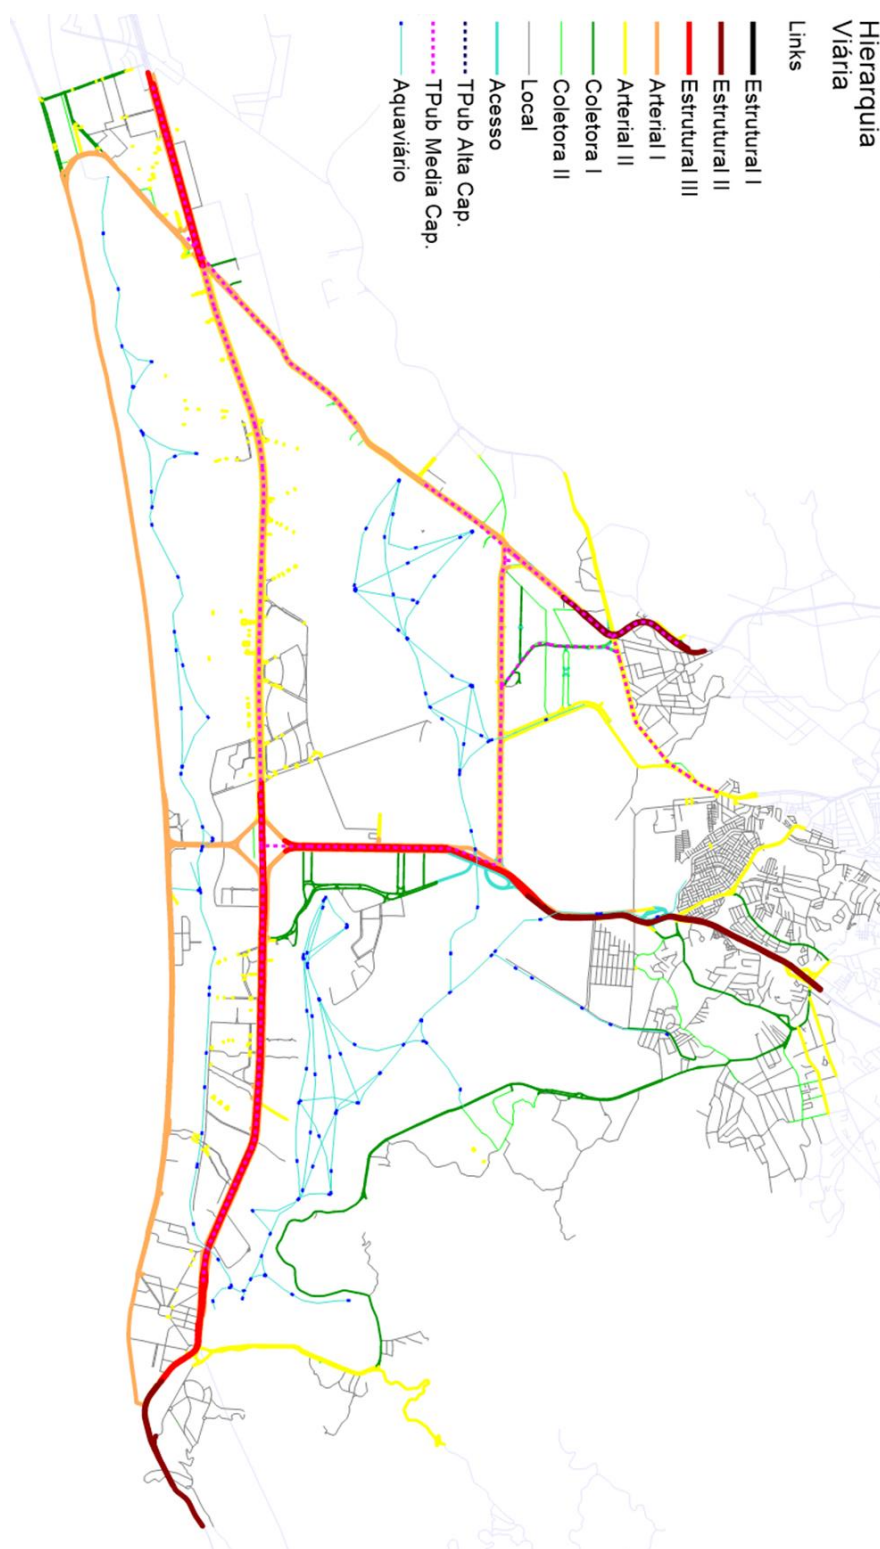 Hierarquia
Viária
Links
Estrutural I
Estrutural II
Estrutural III
Arterial I
Arterial II
Coletora I
Coletora II
Local
Acesso
TPub Alta Cap.
TPub Media Cap.
Aquaviário